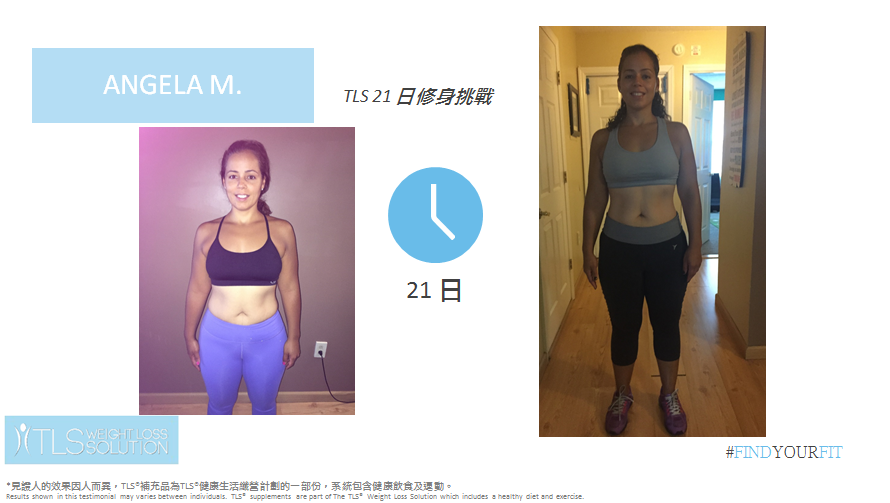 ANGELA M.
TLS 21 日修身挑戰
21 日
TLS WEIGHT LOSS SOLUTION
#FINDYOURFIT
*見證人的效果因人而異，TLS®補充品為TLS®健康生活纖營計劃的一部份，系統包含健康飲食及運動。
Results shown in this testimonial may varies between individuals. TLS® supplements are part of The TLS® Weight Loss Solution which includes a healthy diet and exercise.